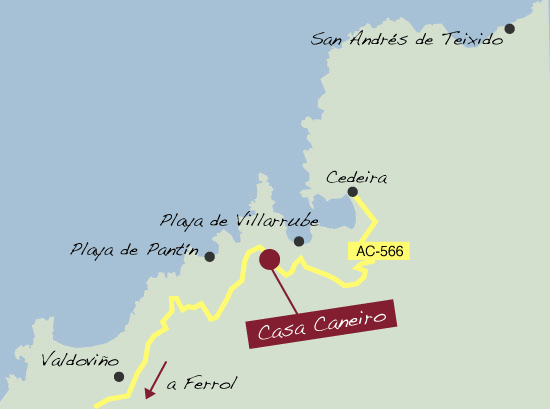 San Andrés de Teixido
Cedeira
Playa de Villarrube
Playa de Pantín
AC-566
Casa Caneiro
Valdoviño
a Ferrol